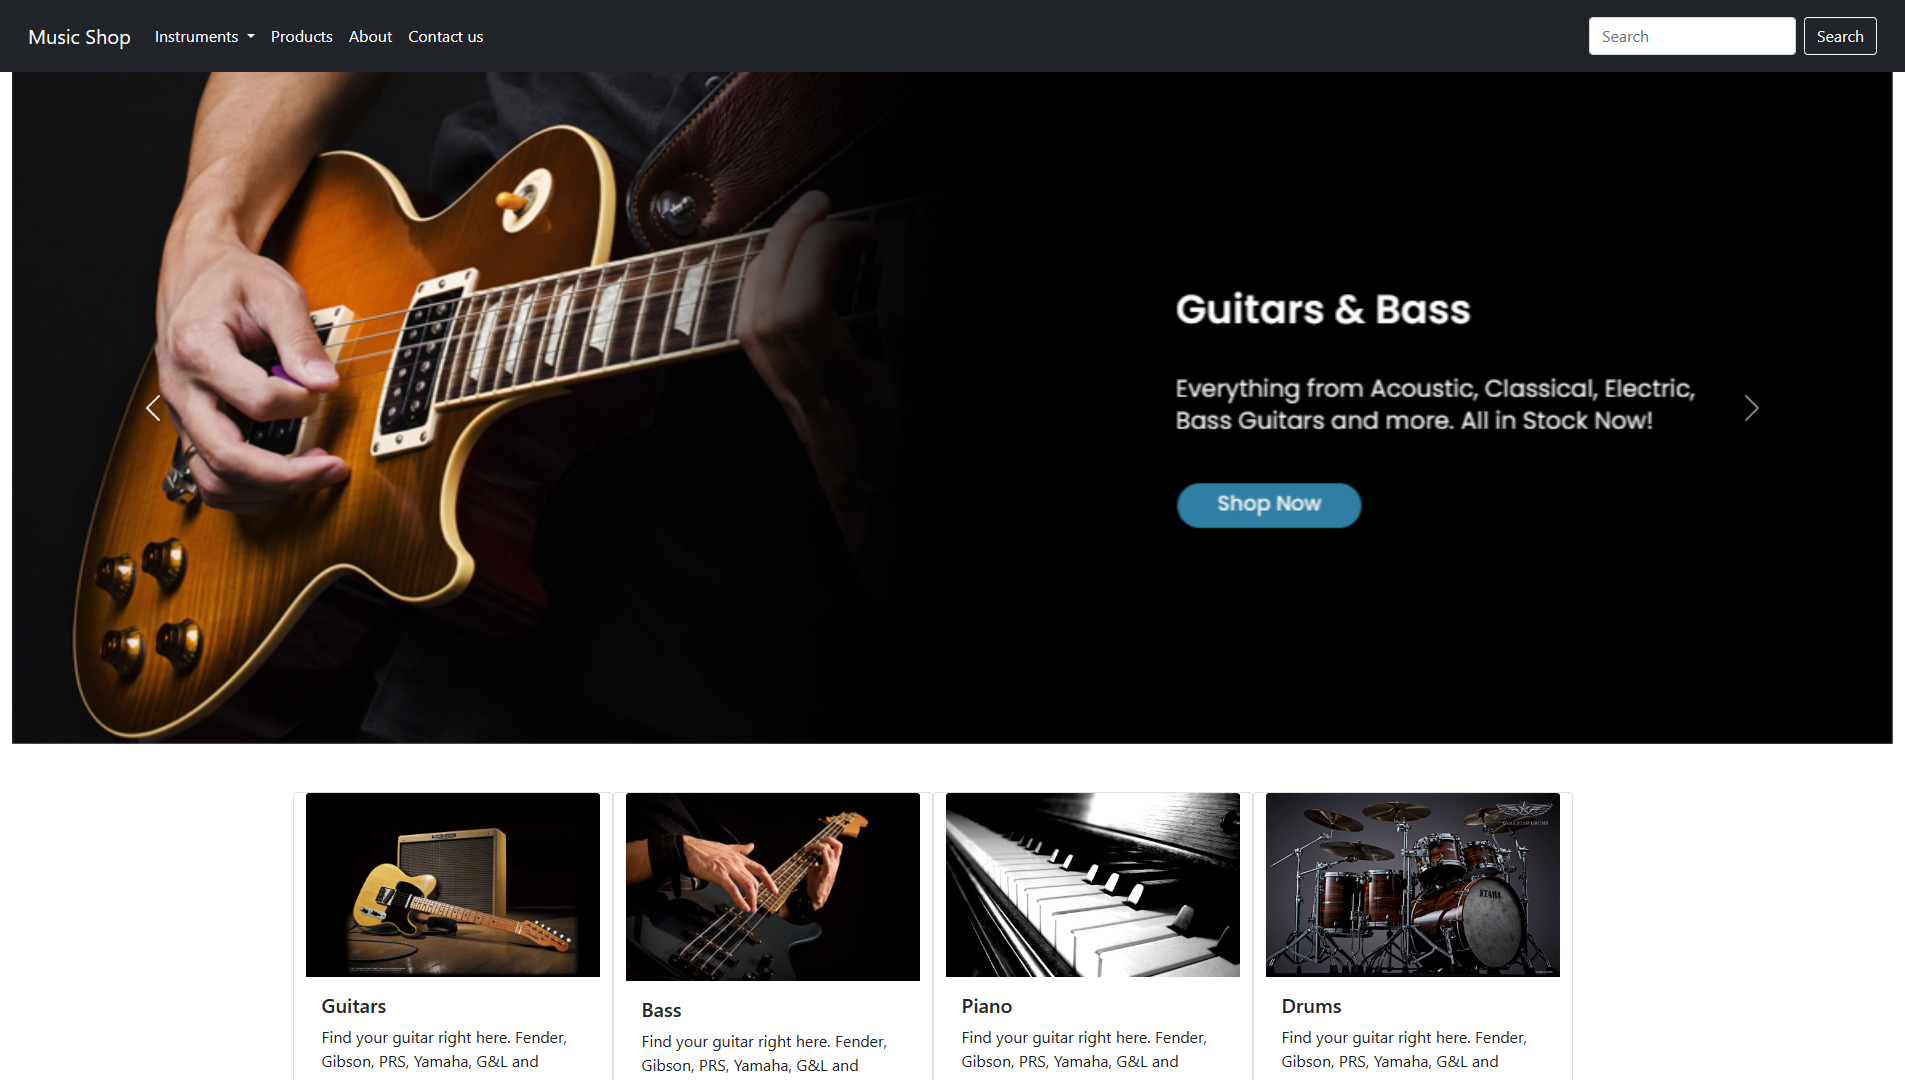 Music Shop
Instruments
Products
About
Contact us
Search
Search
Guitars & Bass
Everything from Acoustic, Classical, Electric,
Bass Guitars and more. All in Stock Now!
Shop Now
TAMA
Guitars
Find your guitar right here. Fender,
Gibson, PRS, Yamaha, G&L and
Bass
Find your guitar right here. Fender,
Gibson, PRS, Yamaha, G&L and
Piano
Find your guitar right here. Fender,
Gibson, PRS, Yamaha, G&L and
Drums
Find your guitar right here. Fender,
Gibson, PRS, Yamaha, G&L and